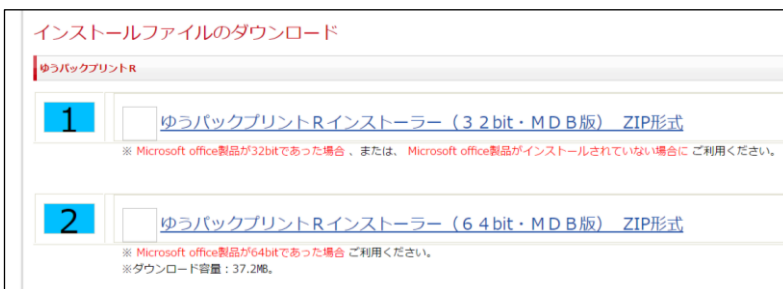 インストールファイルのダウンロード
ゆうパックプリントR
1
ゆうパックプリントRインストーラー（３２bit・ＭＤＢ版）　ZIP形式
※ Microsoft office製品が32bitであった場合 、または、 Microsoft office製品がインストールされていない場合に ご利用ください。
2
ゆうパックプリントRインストーラー（６４bit・ＭＤＢ版）　ZIP形式
※ Microsoft office製品が64bitであった場合 ご利用ください。
※ダウンロード容量：37.2MB。